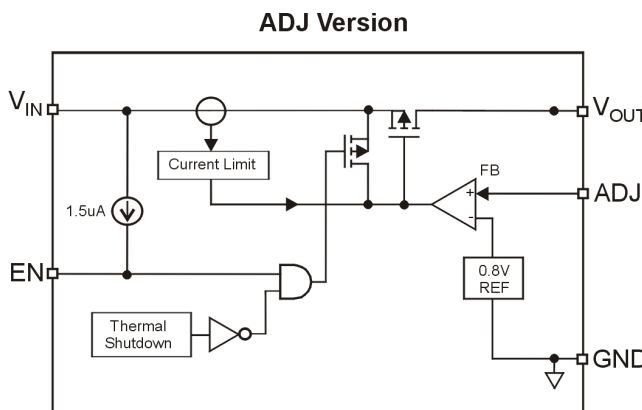 ADJ Version
VIN
VOUT
Current Limit
FB
+
-
ADJ
1.5uA
EN
0.8V
REF
Thermal
Shutdown
GND